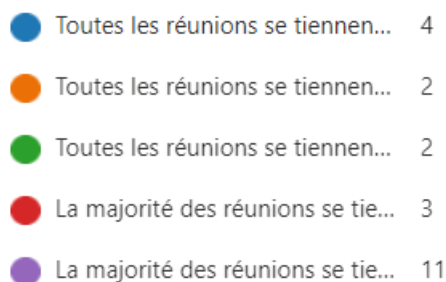 Toutes les réunions se tiennen... 4
Toutes les réunions se tiennen... 2
Toutes les réunions se tiennen... 2
La majorité des réunions se tie... 3
La majorité des réunions se tie... 11